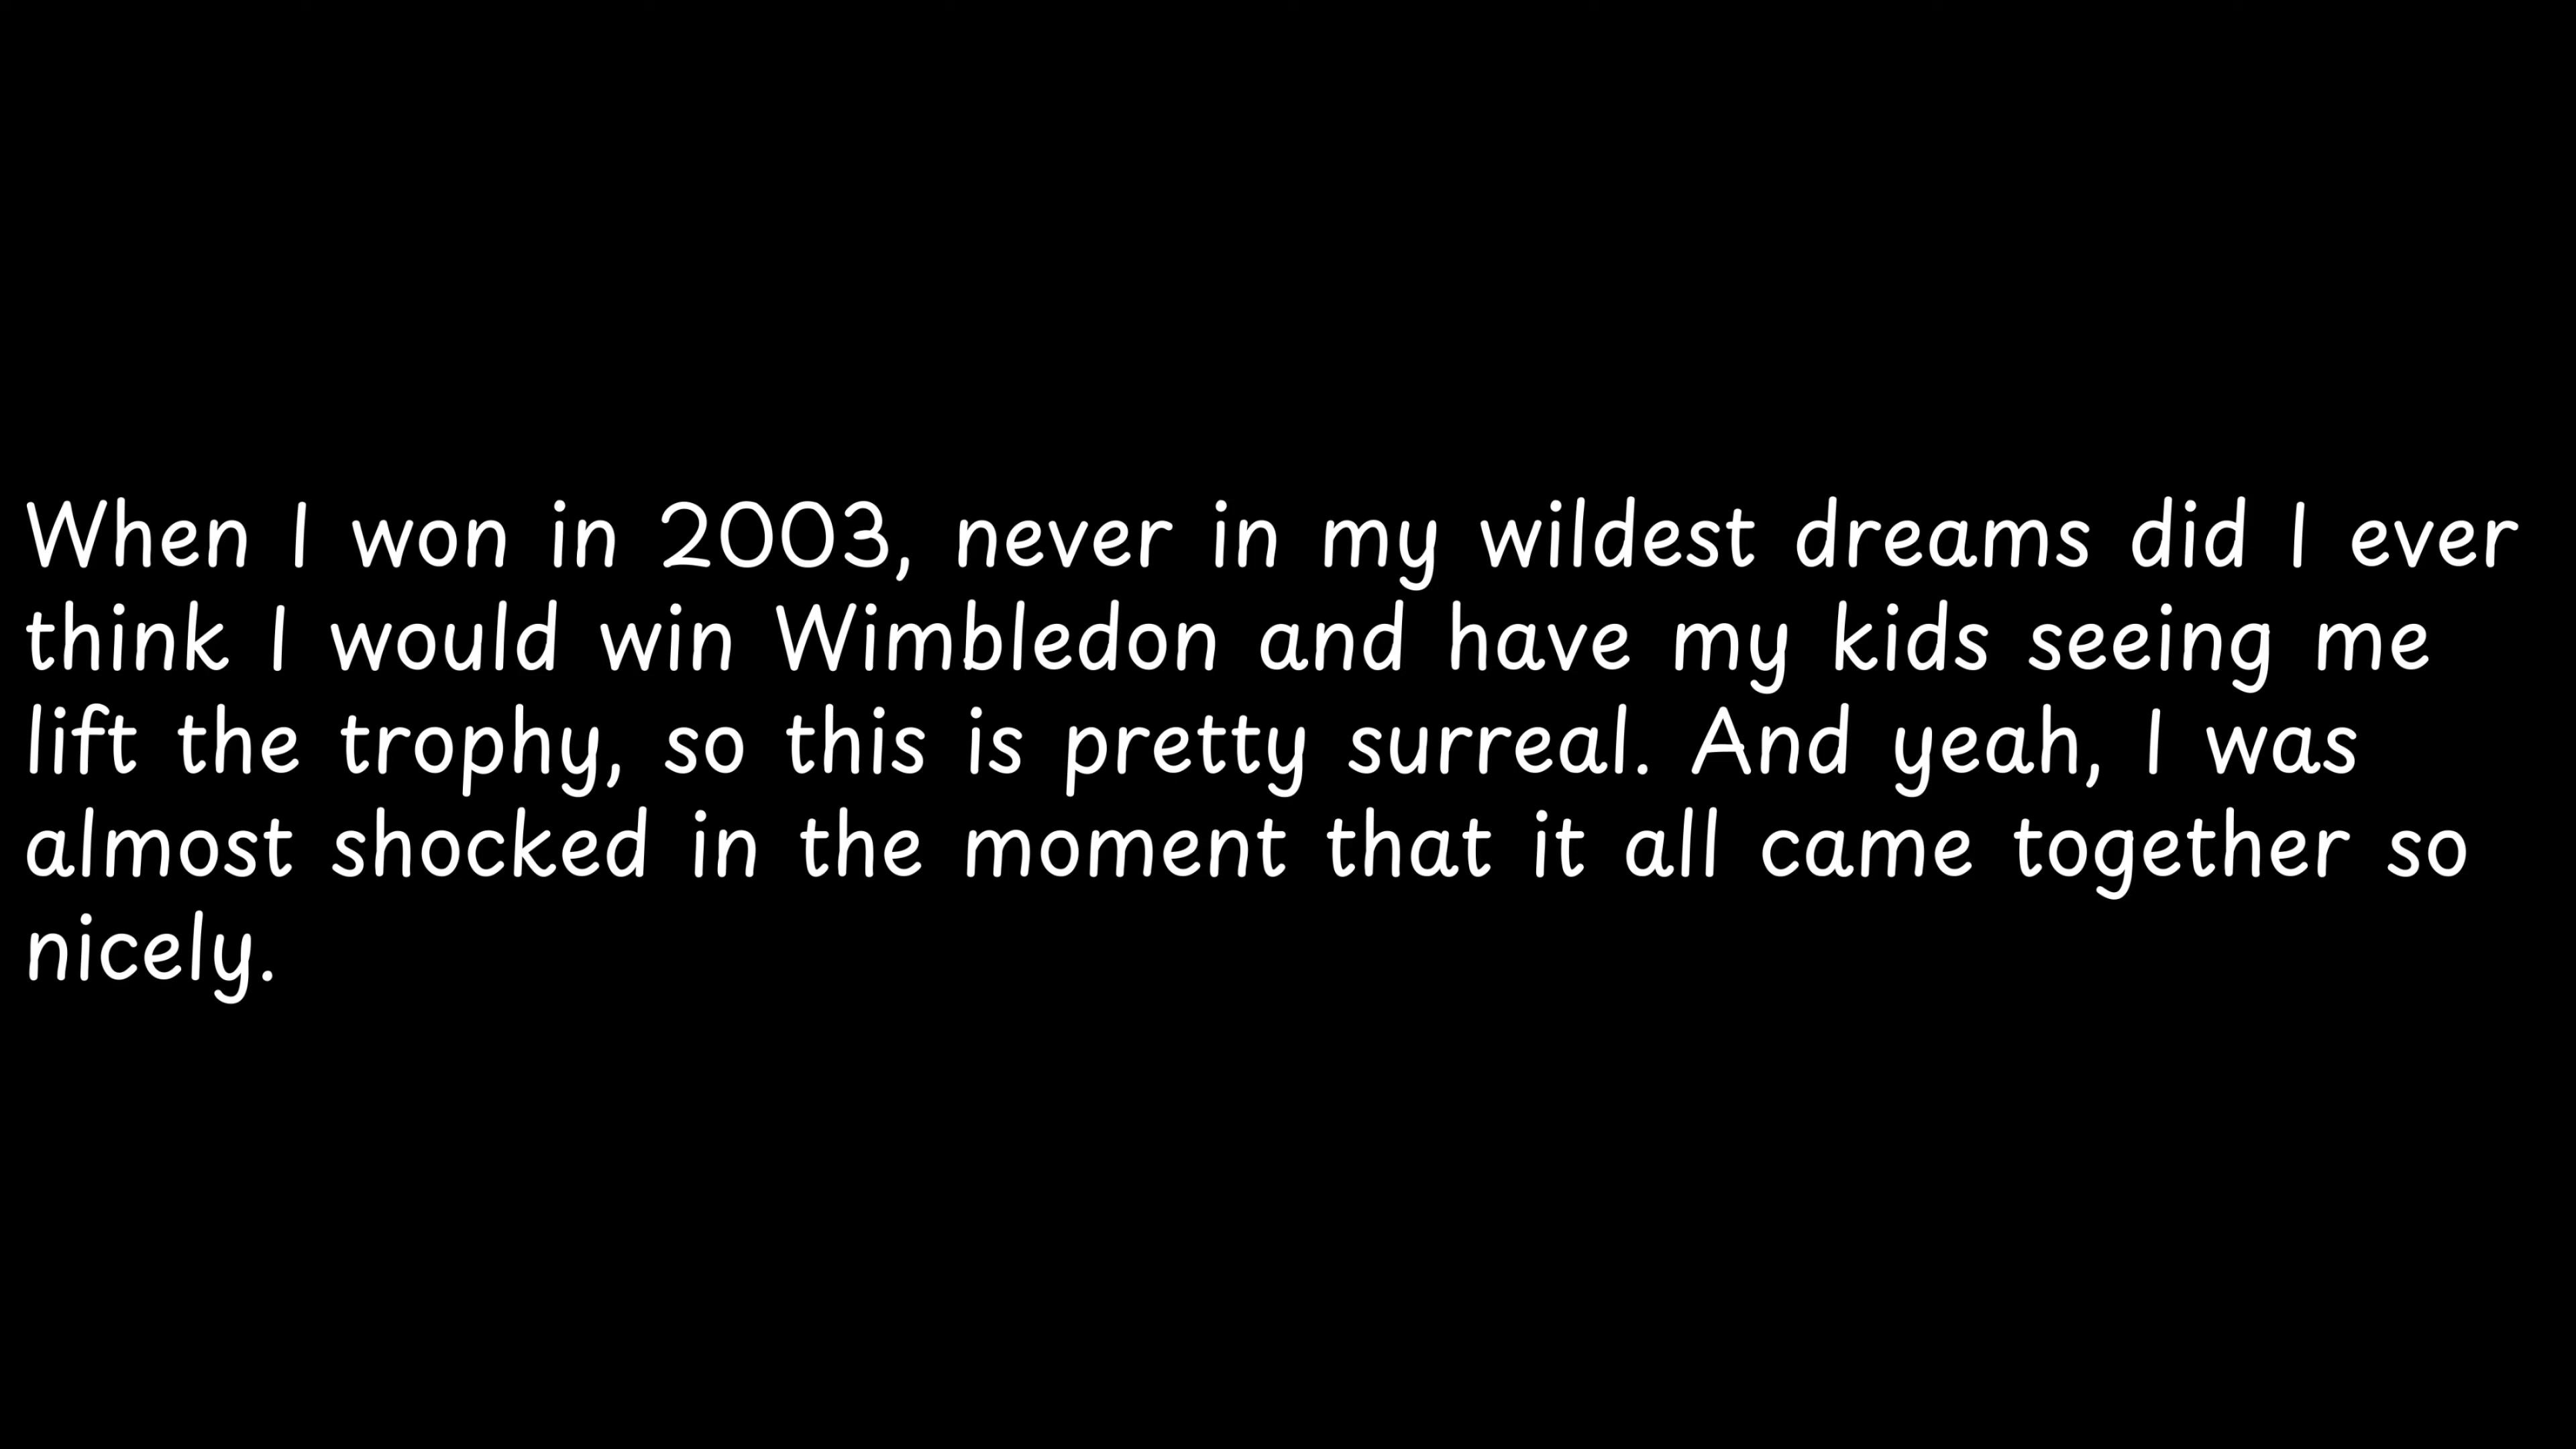 When I won in 2003, never in my wildest dreams did I ever
think I would win Wimbledon and have my kids seeing me
lift the trophy, so this is pretty surreal. And yeah, I was
almost shocked in the moment that it all came together so
nicely.